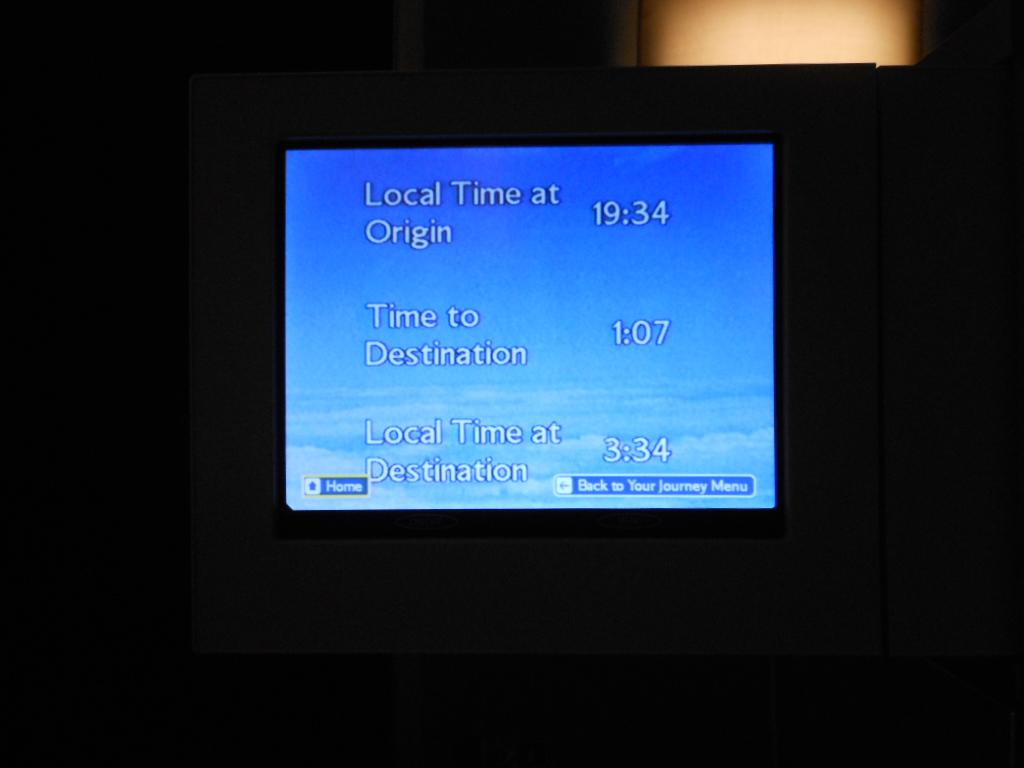 Local Time at
Origin
19:34
Time to
Destination
1:07
Local Time at
Destination
3:34
Home
Back to Your Journey Menu